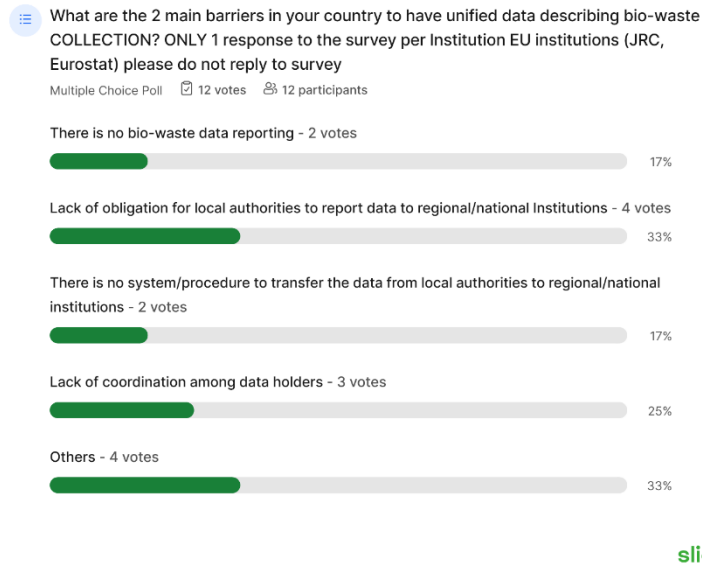 What are the 2 main barriers in your country to have unified data describing bio-waste
COLLECTION? ONLY 1 response to the survey per Institution EU institutions (JRC,
Eurostat) please do not reply to survey
Multiple Choice Poll 12 votes 12 participants
There is no bio-waste data reporting - 2 votes
17%
Lack of obligation for local authorities to report data to regional/national Institutions - 4 votes
33%
There is no system/procedure to transfer the data from local authorities to regional/national
institutions - 2 votes
17%
Lack of coordination among data holders - 3 votes
25%
Others - 4 votes
33%
sli